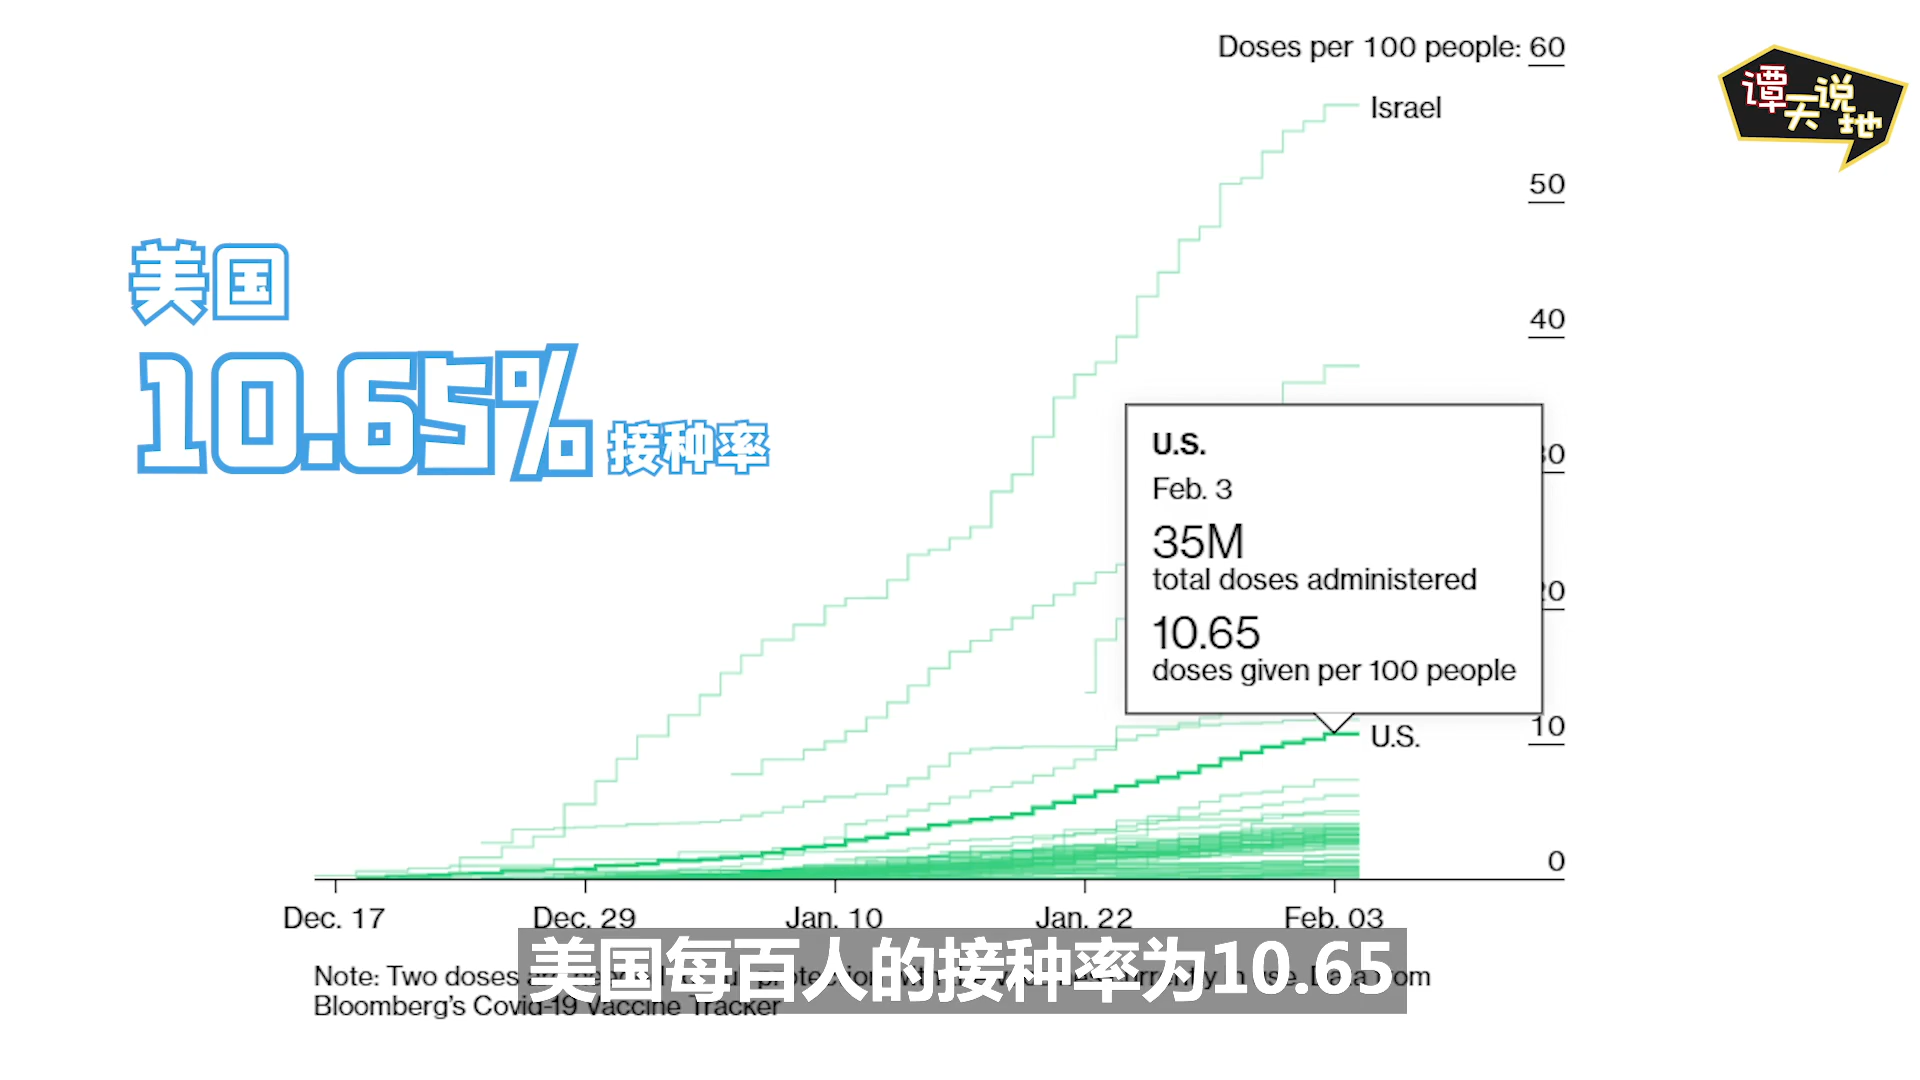 Doses per 100 people: 60
谭天说地
Israel
50
美国
40
10.65% 接种率
U.S.
Feb. 3
35M
total doses administered
10.65
doses given per 100 people
10
U.S.
0
Dec. 17 Dec. 29 Jan. 10 Jan. 22 Feb. 03
美国每百人的接种率为10.65
Note: Two doses
Bloomberg's Covid-19 Vaccine Tracker